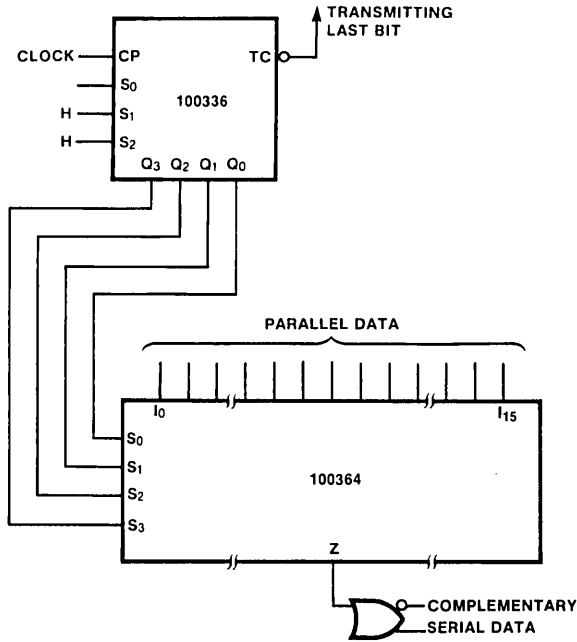 TRANSMITTING
LAST BIT
CLOCK
CP
TC
S0
100336
H
S1
H
S2
Q3 Q2 Q1 Q0
PARALLEL DATA
I0
I15
S0
S1
100364
S2
S3
Z
COMPLEMENTARY
SERIAL DATA